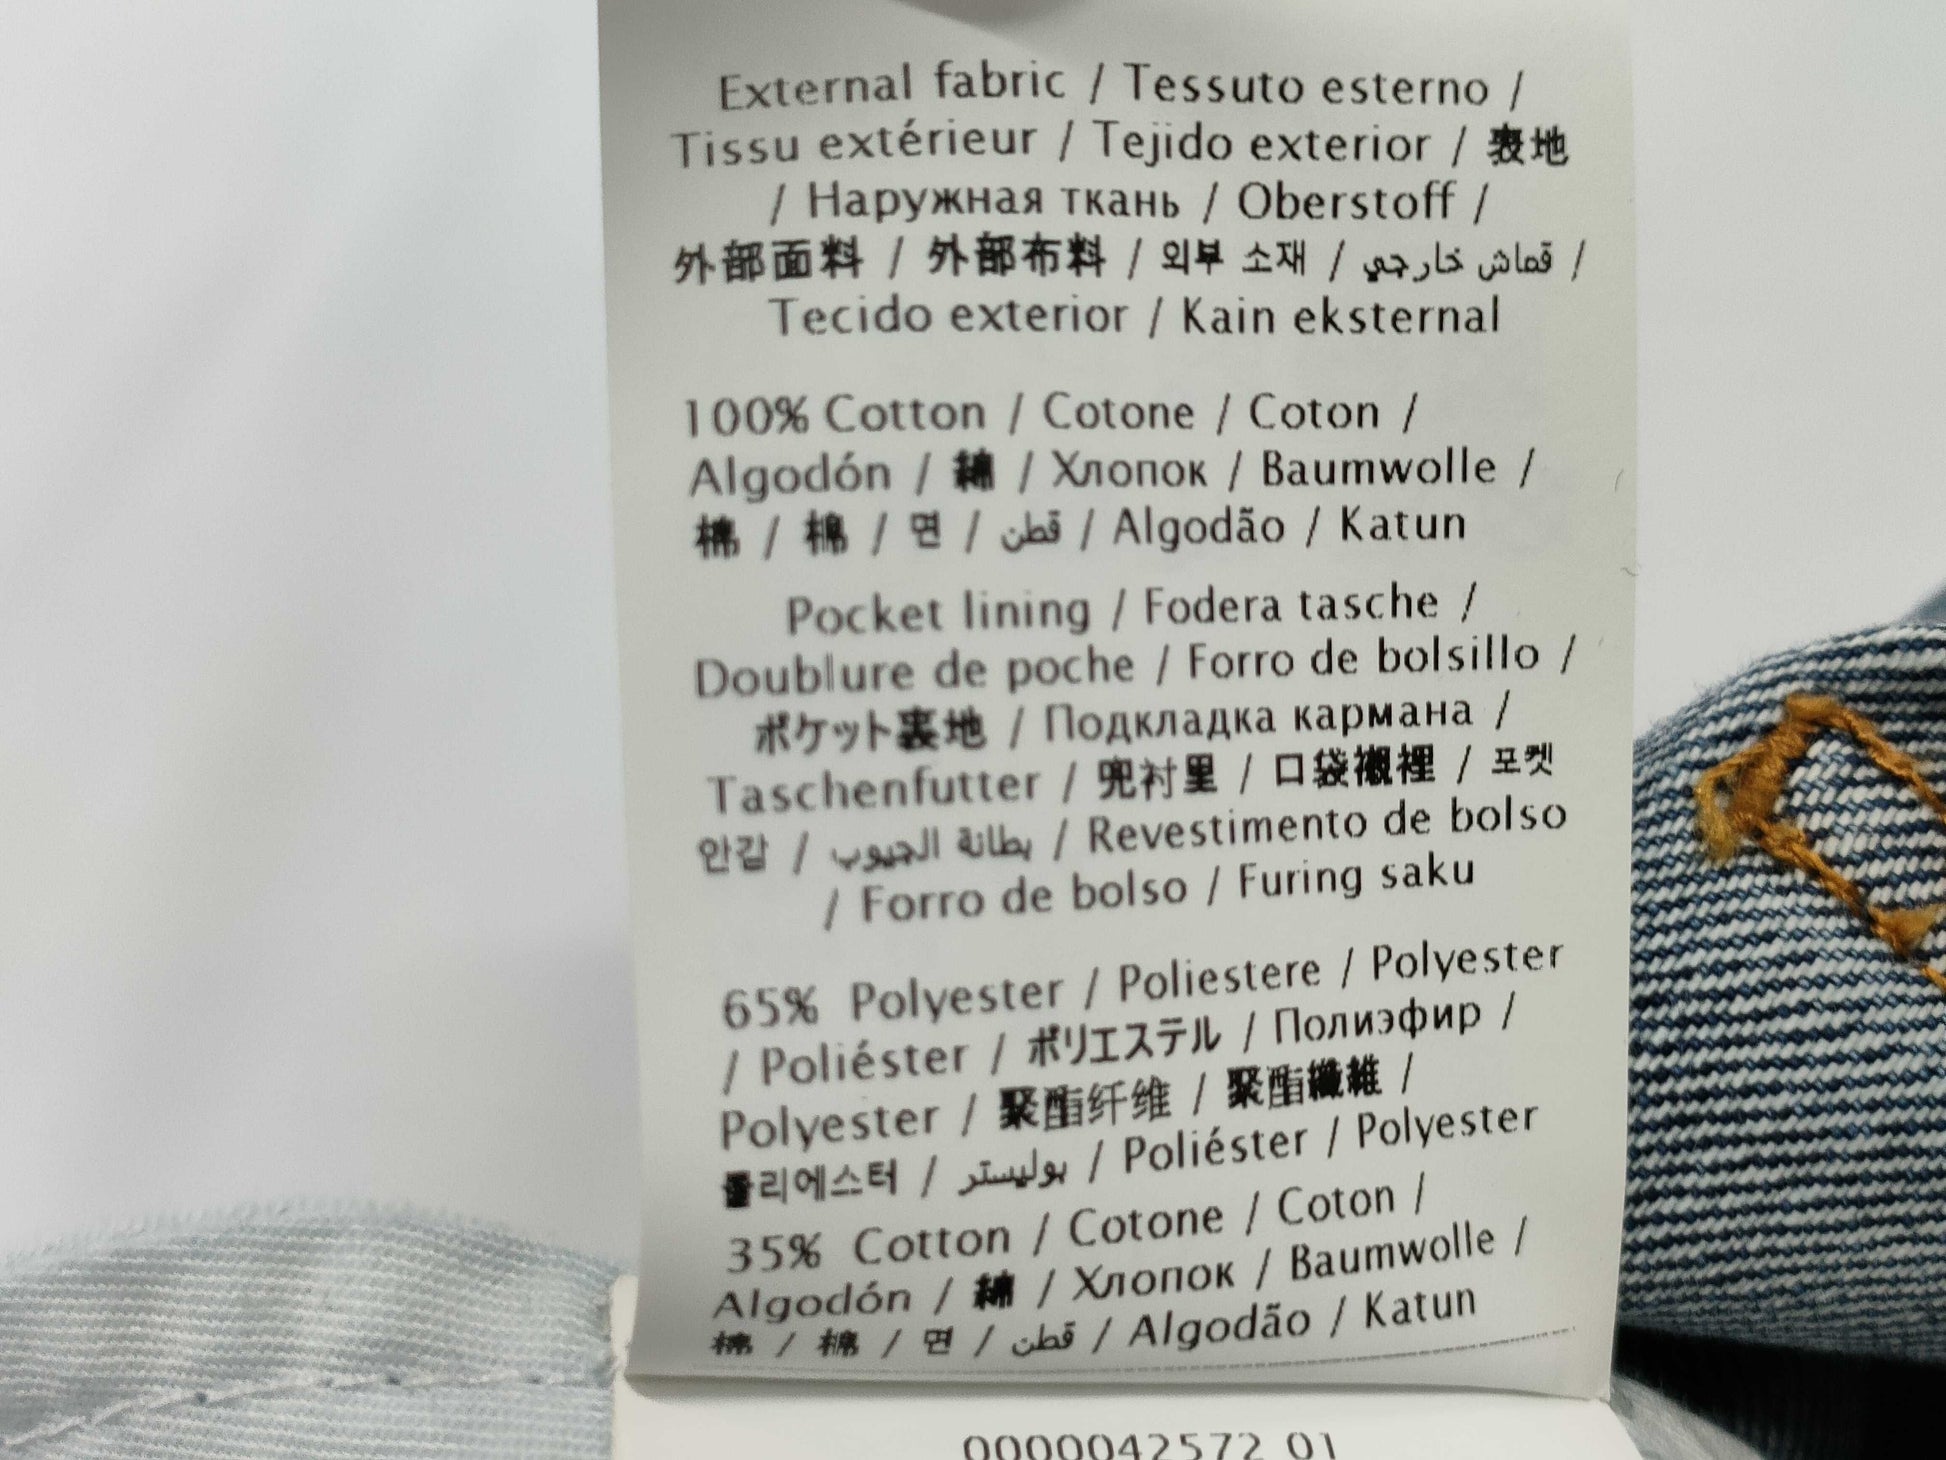 External fabric / Tessuto esterno /
Tissu extérieur / Tejido exterior / 表地
/ Наружная ткань / Oberstoff /
外部面料 / 外部布料 / 외부 소재 / قماش خارجي /
Tecido exterior / Kain eksternal
100% Cotton / Cotone / Coton /
Algodón / 綿 / Хлопок / Baumwolle /
棉 / 棉 / 면 / قطن / Algodão / Katun
Pocket lining / Fodera tasche /
Doublure de poche / Forro de bolsillo /
ポケット裏地 / Подкладка кармана /
Taschenfutter / 兜衬里 / 口袋襯裡 / 포켓
안감 / بطانة الجيوب / Revestimento de bolso
/ Forro de bolso / Furing saku
65% Polyester / Poliestere / Polyester
/ Poliéster / ポリエステル / Полиэфир /
Polyester / 聚酯纤维 / 聚酯纖維 /
폴리에스터 / بوليستر / Poliéster / Polyester
35% Cotton / Cotone / Coton /
Algodón / 綿 / Хлопок / Baumwolle /
棉 / 棉 / 면 / قطن / Algodão / Katun
0000042572 01